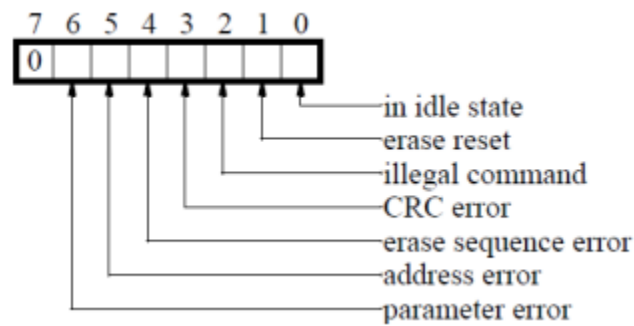 7 6 5 4 3 2 1 0
0
in idle state
erase reset
illegal command
CRC error
erase sequence error
address error
parameter error